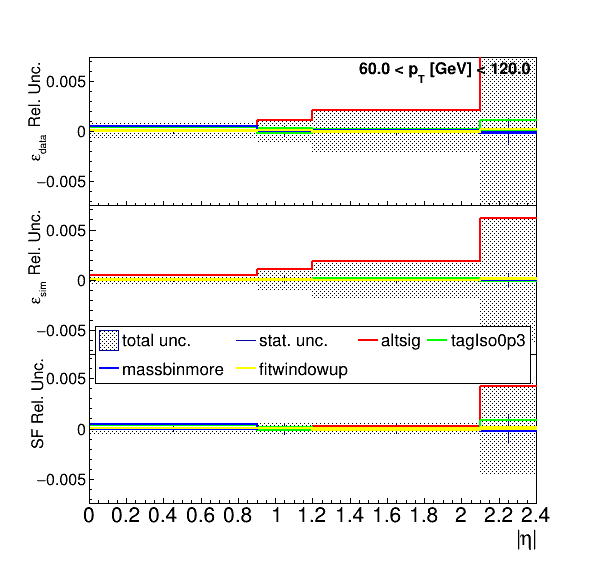 60.0 < pT [GeV] < 120.0
εdata Rel. Unc.
0.005
0
−0.005
εsim Rel. Unc.
0.005
0
−0.005
total unc. stat. unc. altsig tagIso0p3
massbinmore fitwindowup
SF Rel. Unc.
0.005
0
−0.005
0 0.2 0.4 0.6 0.8 1 1.2 1.4 1.6 1.8 2 2.2 2.4
|η|